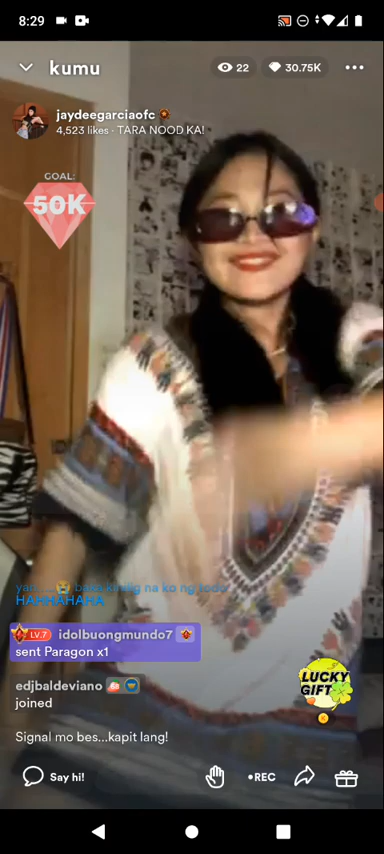 8:29
kumu
22
30.75K
jaydeegarciaofc
4,523 likes · TARA NOOD KA!
GOAL:
50K
HAHHAHAHA
LV.7 idolbuongmundo7
sent Paragon x1
edjbaldeviano
joined
LUCKY
GIFT
Signal mo bes...kapit lang!
Say hi!
•REC